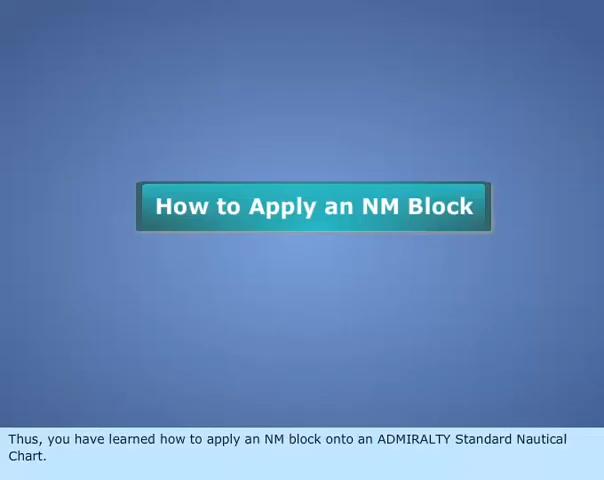 How to Apply an NM Block
Thus, you have learned how to apply an NM block onto an ADMIRALTY Standard Nautical
Chart.